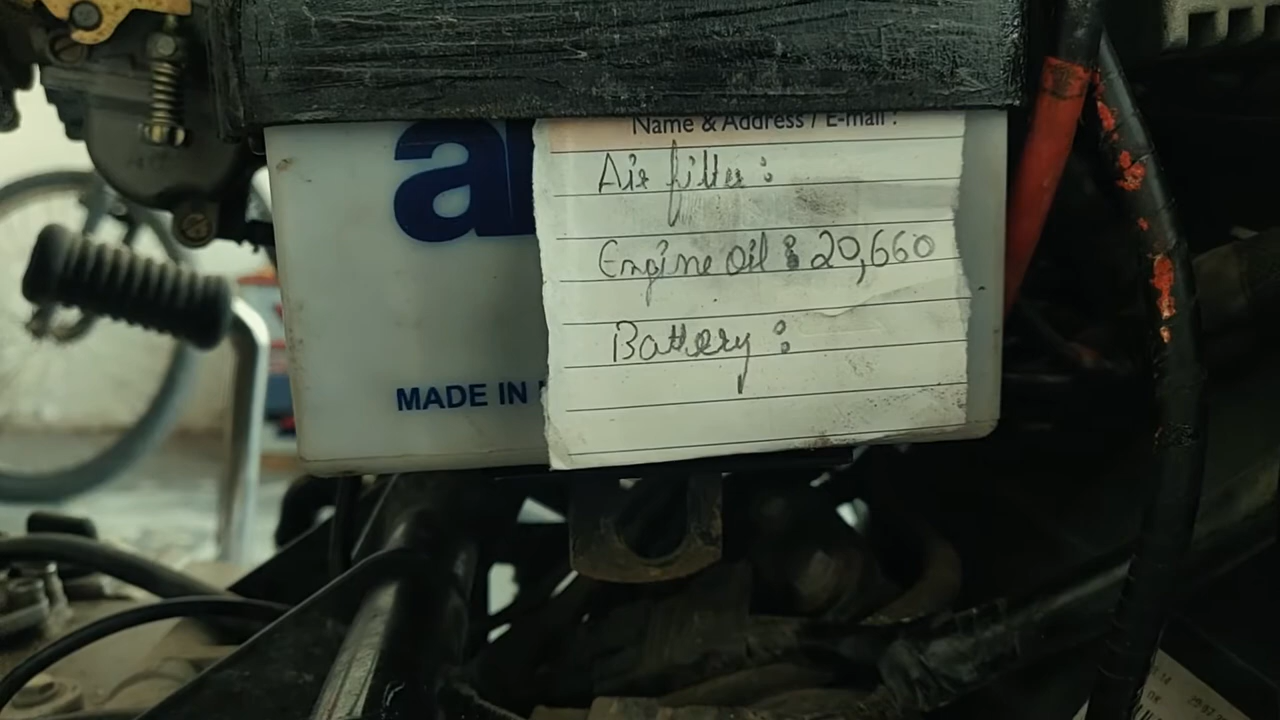 Name & Address / E-mail :
Air filter :
Engine oil : 20,660
Battery :
MADE IN